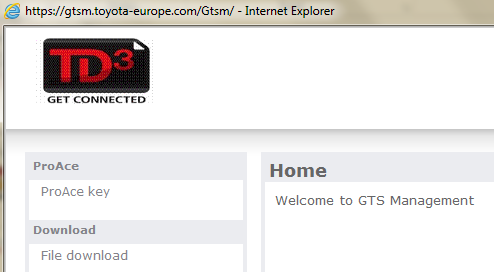 https://gtsm.toyota-europe.com/Gtsm/ - Internet Explorer
TD3
GET CONNECTED
ProAce
ProAce key
Download
File download
Home
Welcome to GTS Management